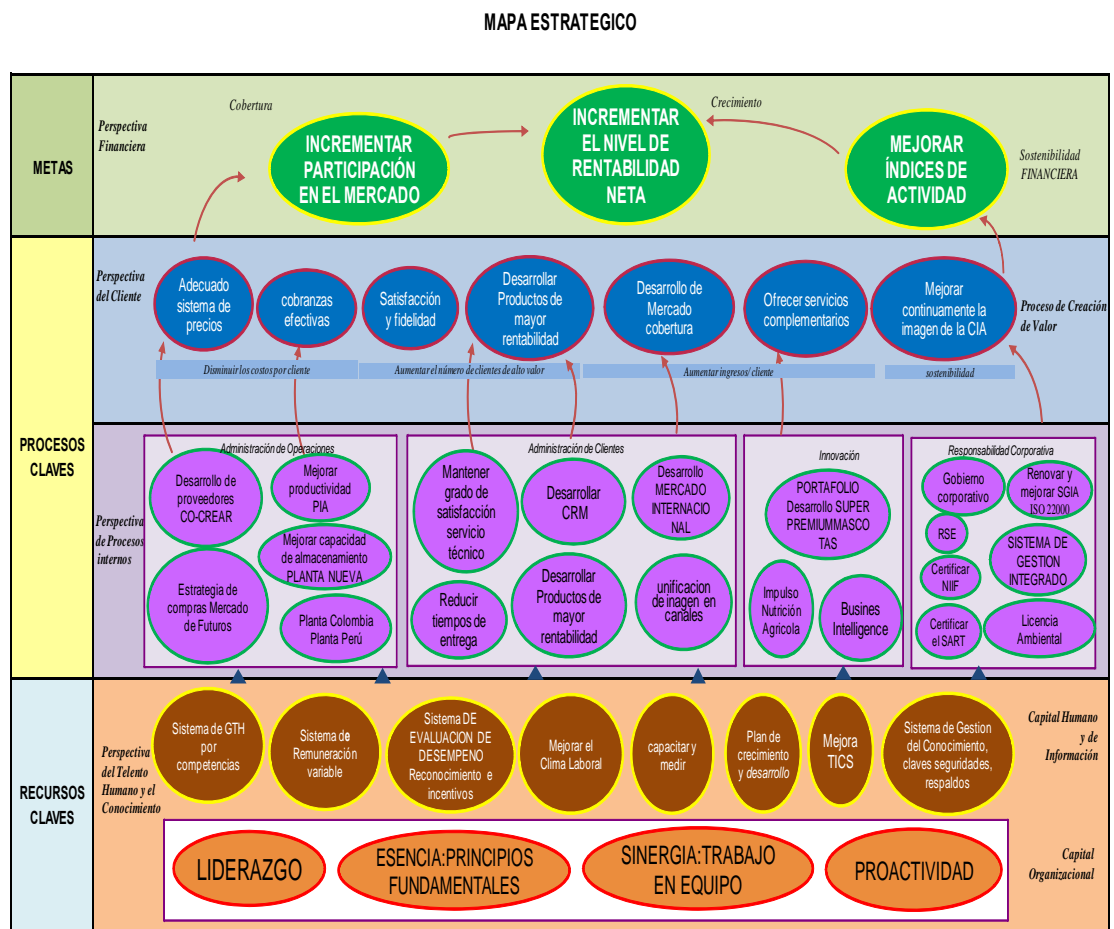 MAPA ESTRATEGICO
METAS
Perspectiva
Financiera
Cobertura
INCREMENTAR
PARTICIPACIÓN
EN EL MERCADO
INCREMENTAR
EL NIVEL DE
RENTABILIDAD
NETA
Crecimiento
MEJORAR
ÍNDICES DE
ACTIVIDAD
Sostenibilidad
FINANCIERA
PROCESOS
CLAVES
Perspectiva
del Cliente
Adecuado
sistema de
precios
cobranzas
efectivas
Satisfacción
y fidelidad
Desarrollar
Productos de
mayor
rentabilidad
Desarrollo de
Mercado
cobertura
Ofrecer servicios
complementarios
Mejorar
continuamente la
imagen de la CIA
Proceso de Creación
de Valor
Disminuir los costos por cliente
Aumentar el número de clientes de alto valor
Aumentar ingresos/ cliente
sostenibilidad
Perspectiva
de Procesos
internos
Administración de Operaciones
Desarrollo de
proveedores
CO-CREAR
Mejorar
productividad
PIA
Mejorar capacidad
de almacenamiento
PLANTA NUEVA
Estrategia de
compras Mercado
de Futuros
Planta Colombia
Planta Perú
Administración de Clientes
Mantener
grado de
satisfacción
servicio
técnico
Desarrollar
CRM
Desarrollo
MERCADO
INTERNACIO
NAL
Reducir
tiempos de
entrega
Desarrollar
Productos de
mayor
rentabilidad
unificacion
de inagen en
canales
Innovación
PORTAFOLIO
Desarrollo SUPER
PREMIUMMASCO
TAS
Impulso
Nutrición
Agricola
Busines
Intelligence
Responsabilidad Corporativa
Gobierno
corporativo
Renovar y
mejorar SGIA
ISO 22000
RSE
SISTEMA DE
GESTION
INTEGRADO
Certificar
NIIF
Certificar
el SART
Licencia
Ambiental
RECURSOS
CLAVES
Perspectiva
del Telento
Humano y el
Conocimiento
Sistema de GTH
por
competencias
Sistema de
Remuneración
variable
Sistema DE
EVALUACION DE
DESEMPENO
Reconocimiento e
incentivos
Mejorar el
Clima Laboral
capacitar y
medir
Plan de
crecimiento
y desarrollo
Mejora
TICS
Sistema de Gestion
del Conocimiento,
claves seguridades,
respaldos
Capital Humano
y de
Información
LIDERAZGO
ESENCIA:PRINCIPIOS
FUNDAMENTALES
SINERGIA:TRABAJO
EN EQUIPO
PROACTIVIDAD
Capital
Organizacional